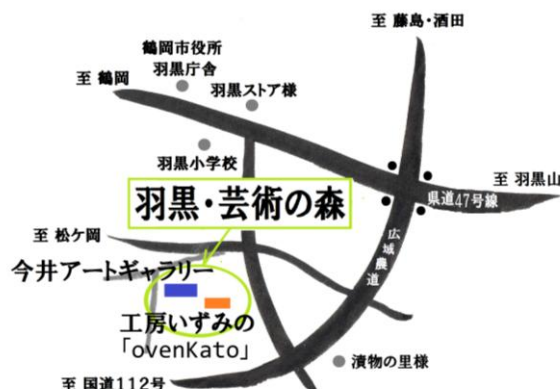 至 藤島・酒田
鶴岡市役所
羽黒庁舎
至 鶴岡
羽黒ストア様
羽黒小学校
至 羽黒山
県道47号線
羽黒・芸術の森
広域農道
至 松ケ岡
今井アートギャラリー
工房いずみの
「ovenKato」
漬物の里様
至 国道112号